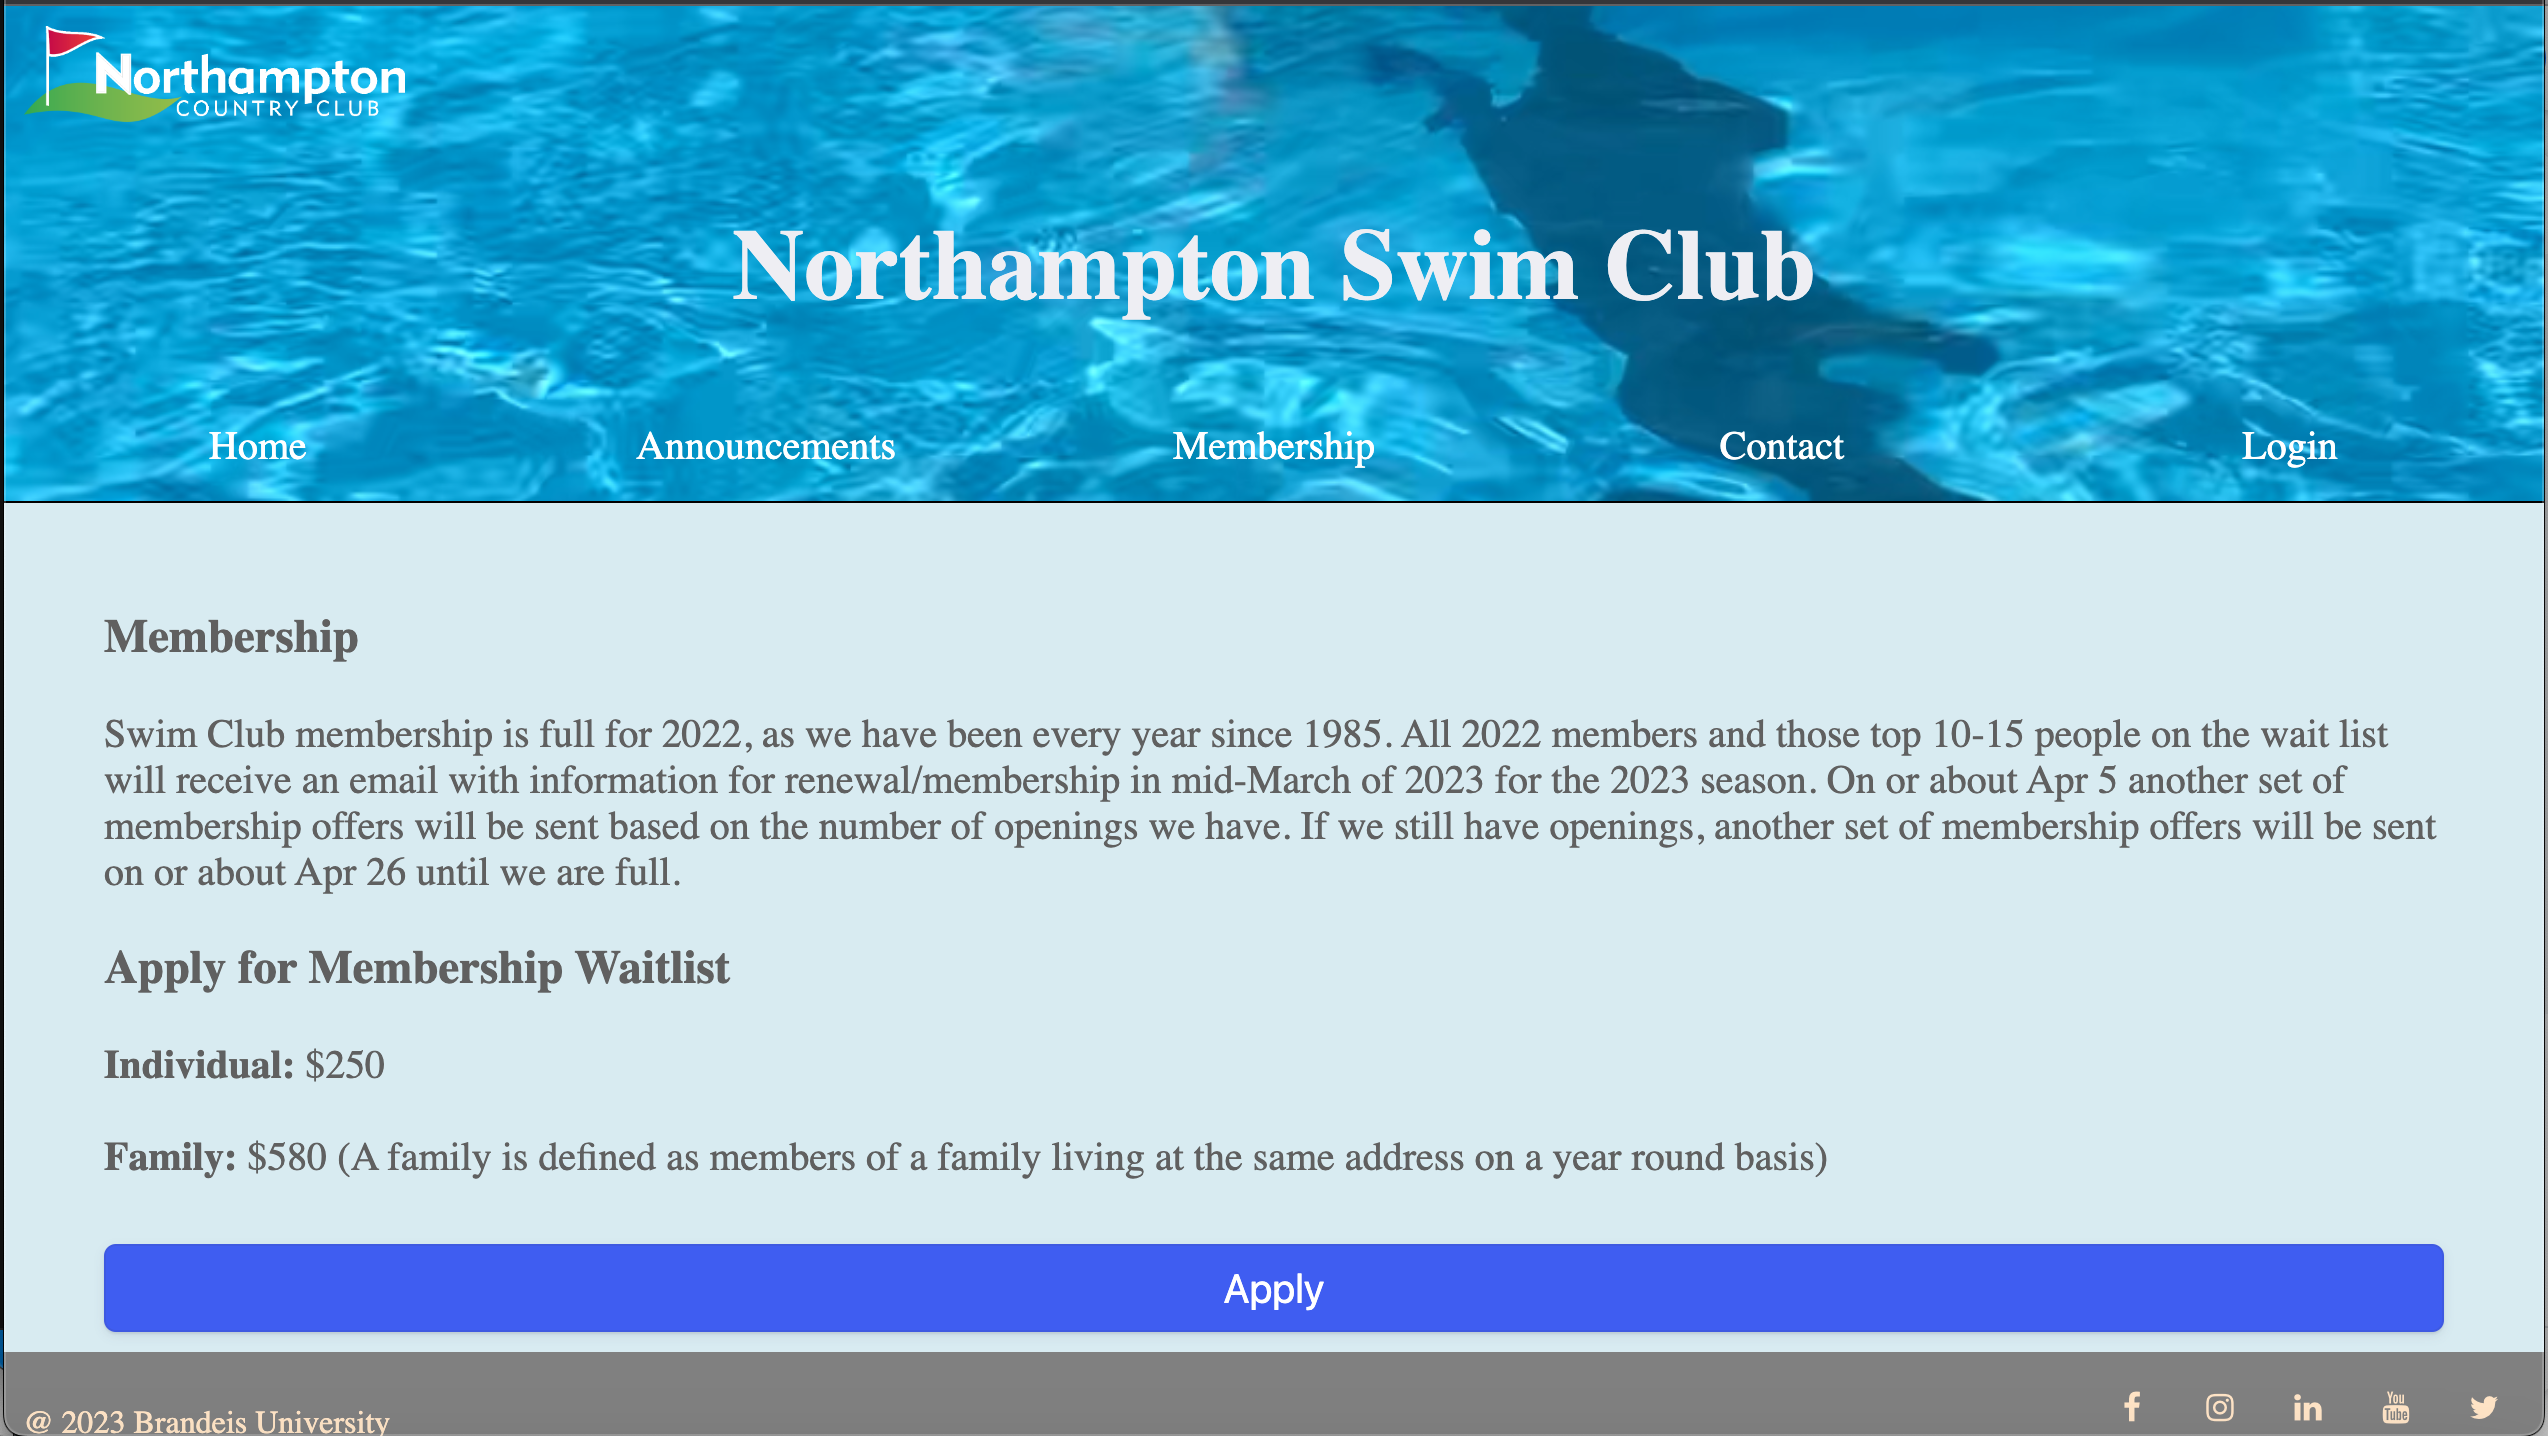 Northampton
COUNTRY CLUB
Northampton Swim Club
Home Announcements Membership Contact Login
Membership
Swim Club membership is full for 2022, as we have been every year since 1985. All 2022 members and those top 10-15 people on the wait list
will receive an email with information for renewal/membership in mid-March of 2023 for the 2023 season. On or about Apr 5 another set of
membership offers will be sent based on the number of openings we have. If we still have openings, another set of membership offers will be sent
on or about Apr 26 until we are full.
Apply for Membership Waitlist
Individual: $250
Family: $580 (A family is defined as members of a family living at the same address on a year round basis)
Apply
@ 2023 Brandeis University
You
Tube